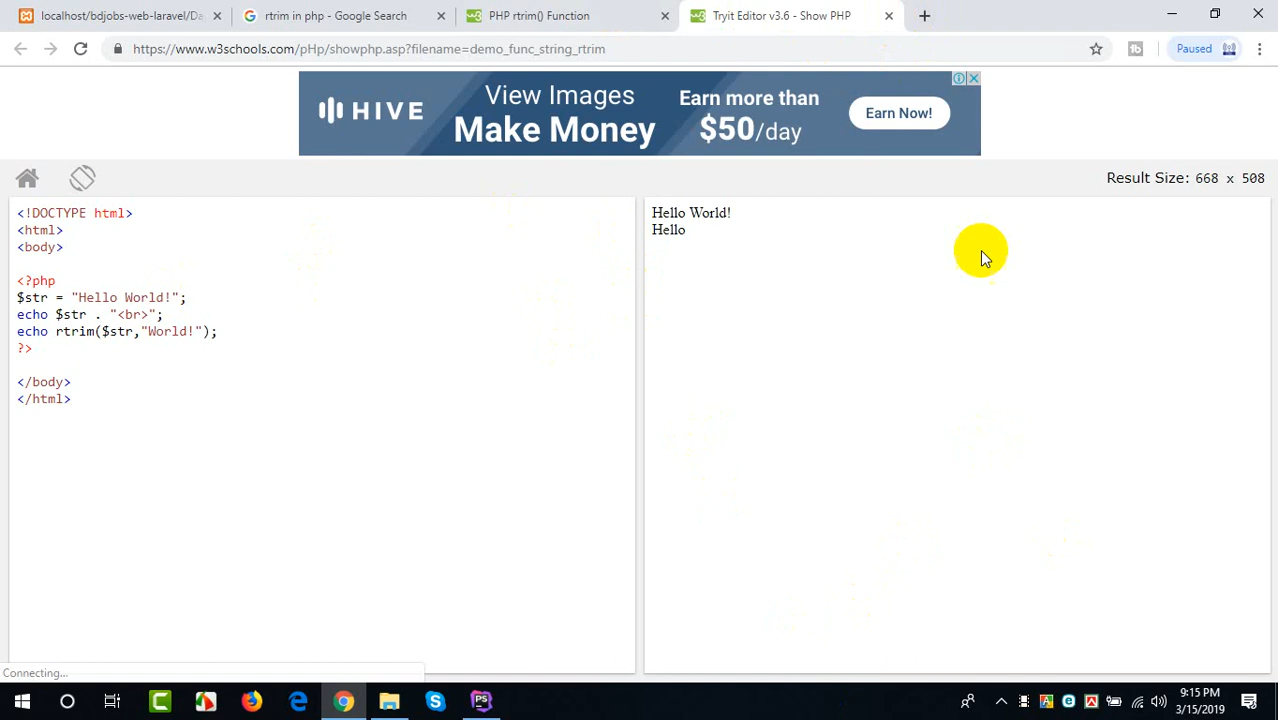 localhost/bdjobs-web-laravel/Da
rtrim in php - Google Search
PHP rtrim() Function
Tryit Editor v3.6 - Show PHP
https://www.w3schools.com/pHp/showphp.asp?filename=demo_func_string_rtrim
Paused
HIVE
View Images
Make Money
Earn more than
$50/day
Earn Now!
Result Size: 668 x 508
<!DOCTYPE html>
<html>
<body>
<?php
$str = "Hello World!";
echo $str . "<br>";
echo rtrim($str,"World!");
?>
</body>
</html>
Hello World!
Hello
Connecting...
9:15 PM
3/15/2019